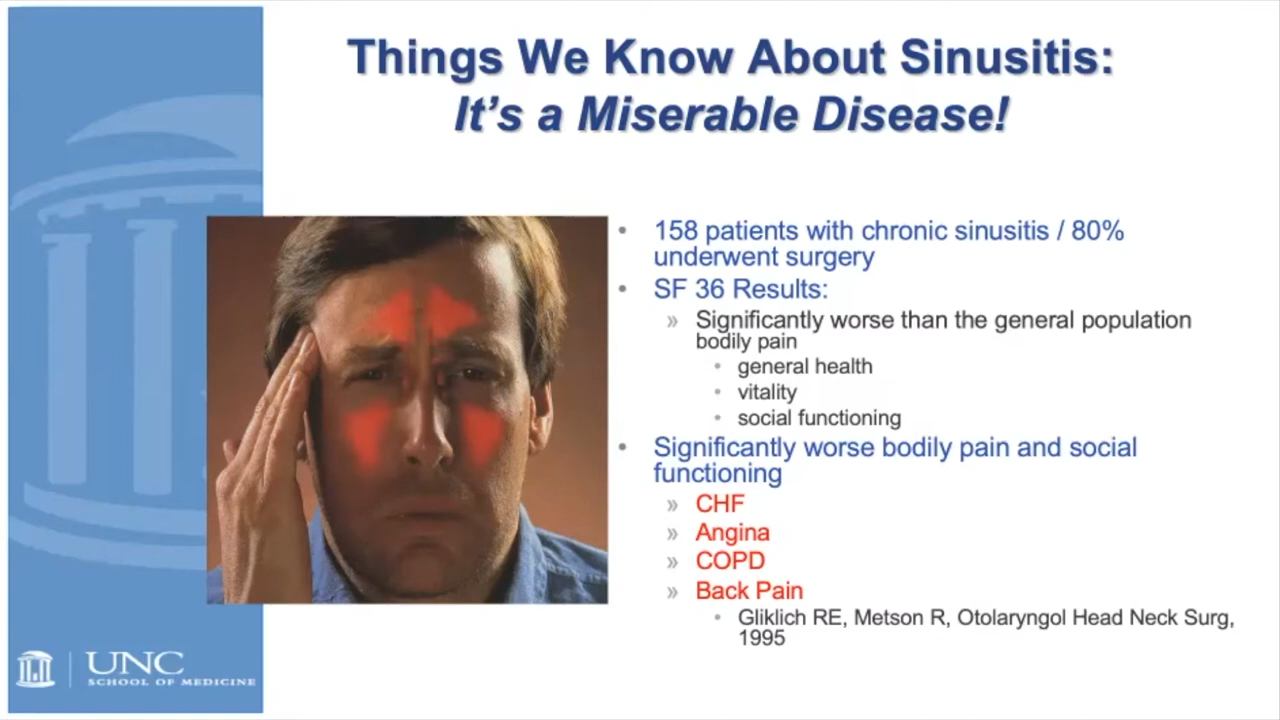 Things We Know About Sinusitis:
It's a Miserable Disease!
• 158 patients with chronic sinusitis / 80%
underwent surgery
• SF 36 Results:
» Significantly worse than the general population
bodily pain
• general health
• vitality
• social functioning
• Significantly worse bodily pain and social
functioning
» CHF
» Angina
» COPD
» Back Pain
• Gliklich RE, Metson R, Otolaryngol Head Neck Surg,
1995
UNC
SCHOOL OF MEDICINE